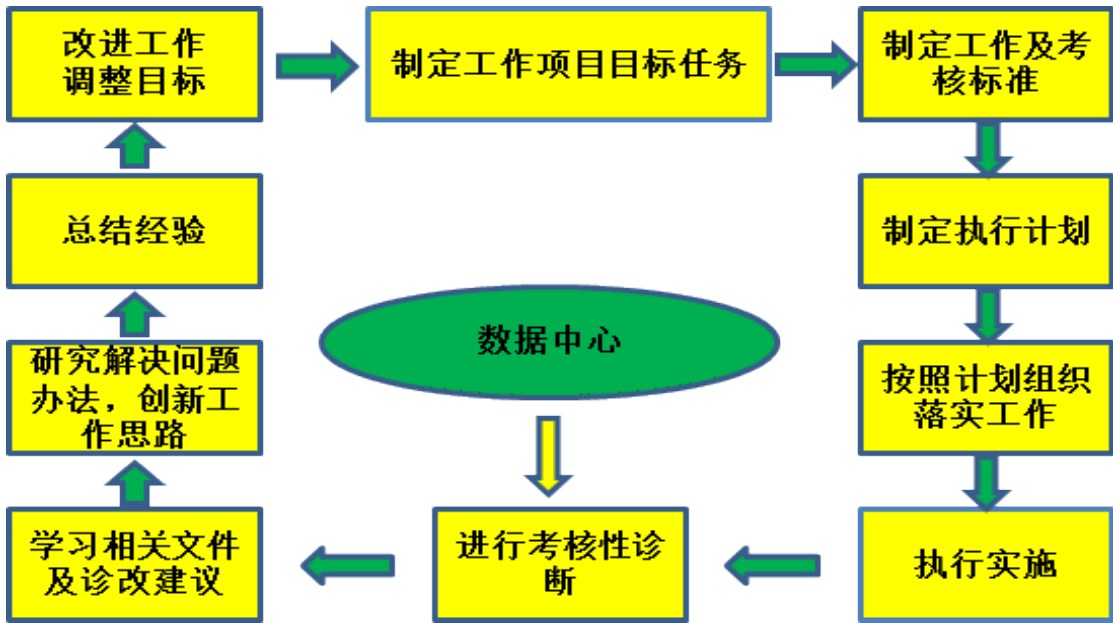 改进工作
调整目标
制定工作项目目标任务
制定工作及考
核标准
总结经验
制定执行计划
数据中心
研究解决问题
办法，创新工
作思路
按照计划组织
落实工作
学习相关文件
及诊改建议
进行考核性诊
断
执行实施